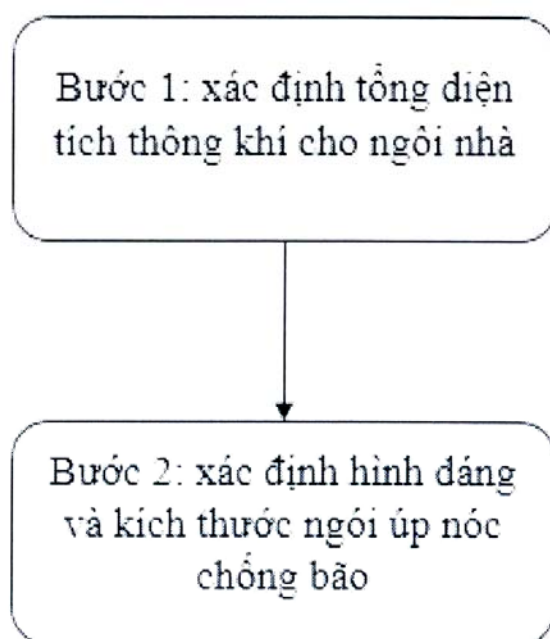 Bước 1: xác định tổng diện
tích thông khí cho ngôi nhà
Bước 2: xác định hình dáng
và kích thước ngói úp nóc
chống bão